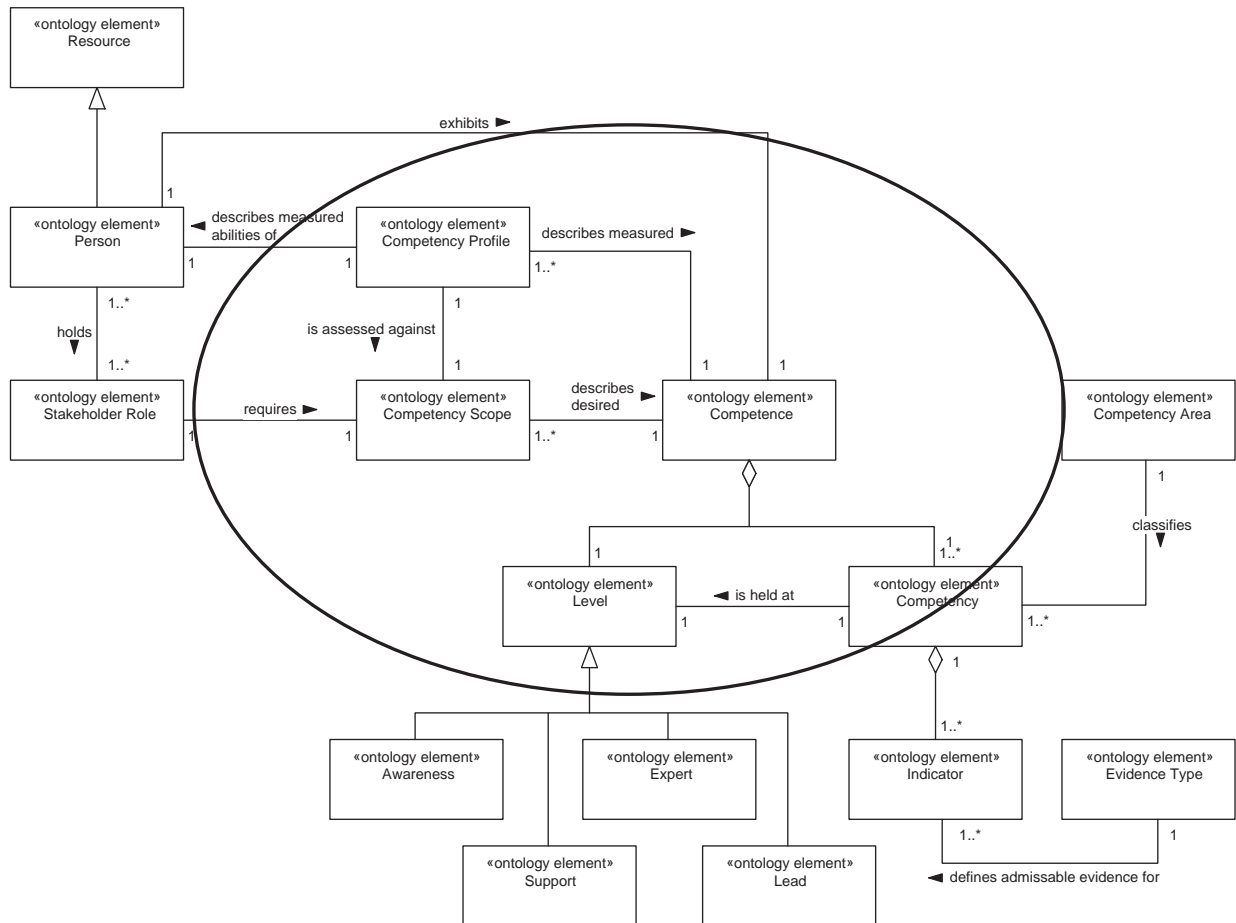 «ontology element»
Resource
exhibits
1
«ontology element»
Person
describes measured
abilities of
1
1
«ontology element»
Competency Profile
describes measured
1..*
1..*
holds
1..*
1
is assessed against
1
1
1
«ontology element»
Stakeholder Role
1
requires
1
«ontology element»
Competency Scope
describes
desired
1..*
1
«ontology element»
Competence
«ontology element»
Competency Area
1
classifies
1
1
1..*
«ontology element»
Level
1
is held at
1
«ontology element»
Competency
1..*
1
1..*
«ontology element»
Awareness
«ontology element»
Expert
«ontology element»
Indicator
«ontology element»
Evidence Type
1..*
1
«ontology element»
Support
«ontology element»
Lead
defines admissable evidence for